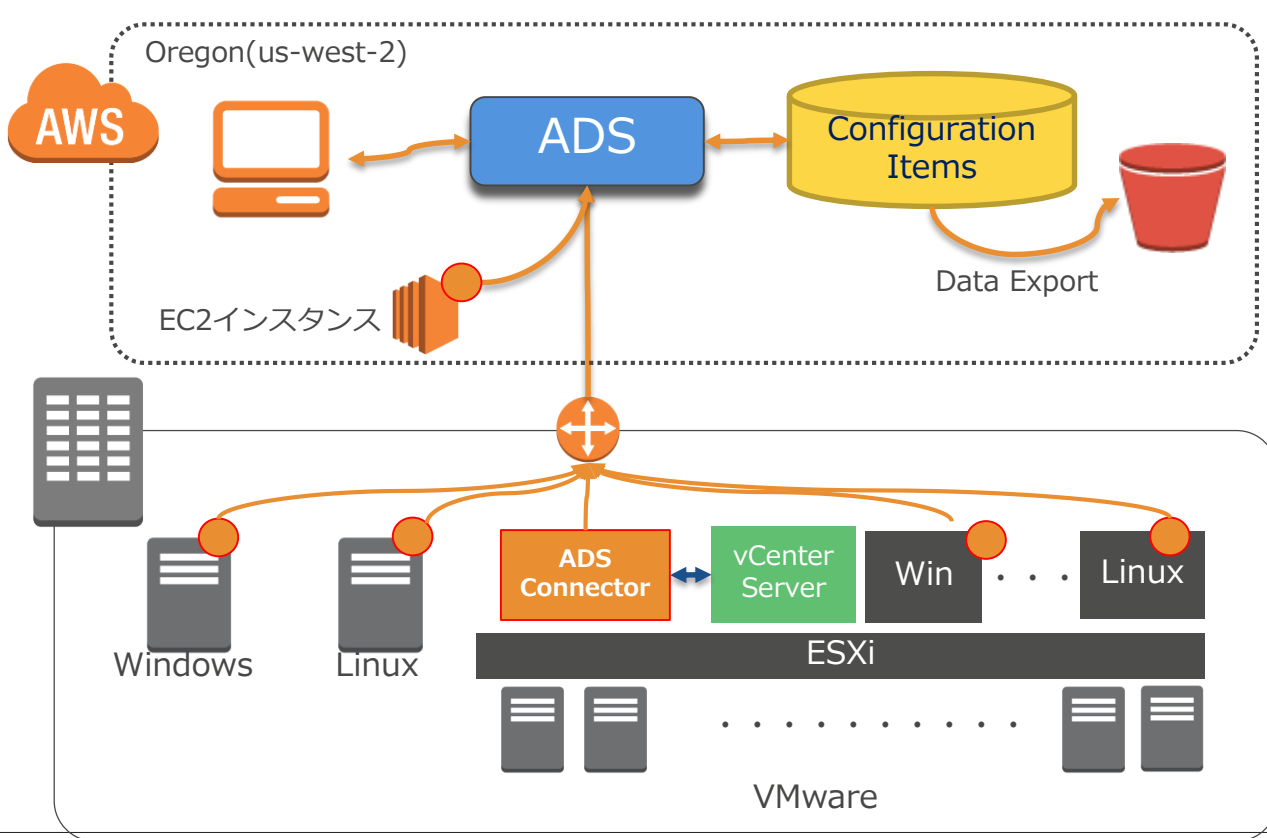 Oregon(us-west-2)
AWS
ADS
Configuration
Items
Data Export
EC2インスタンス
ADS
Connector
vCenter
Server
Win
・・・
Linux
Windows
Linux
ESXi
・・・・・・・・・・
VMware